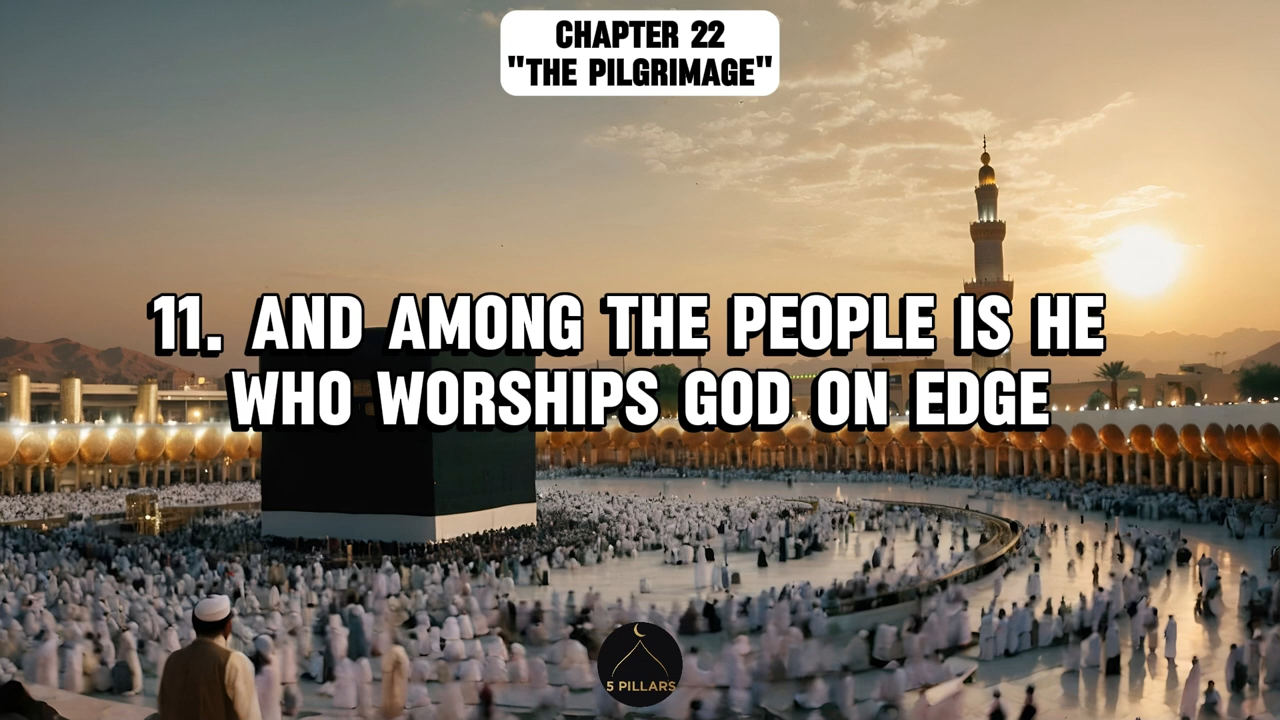 CHAPTER 22
"THE PILGRIMAGE"
11. AND AMONG THE PEOPLE IS HE
WHO WORSHIPS GOD ON EDGE
5 PILLARS